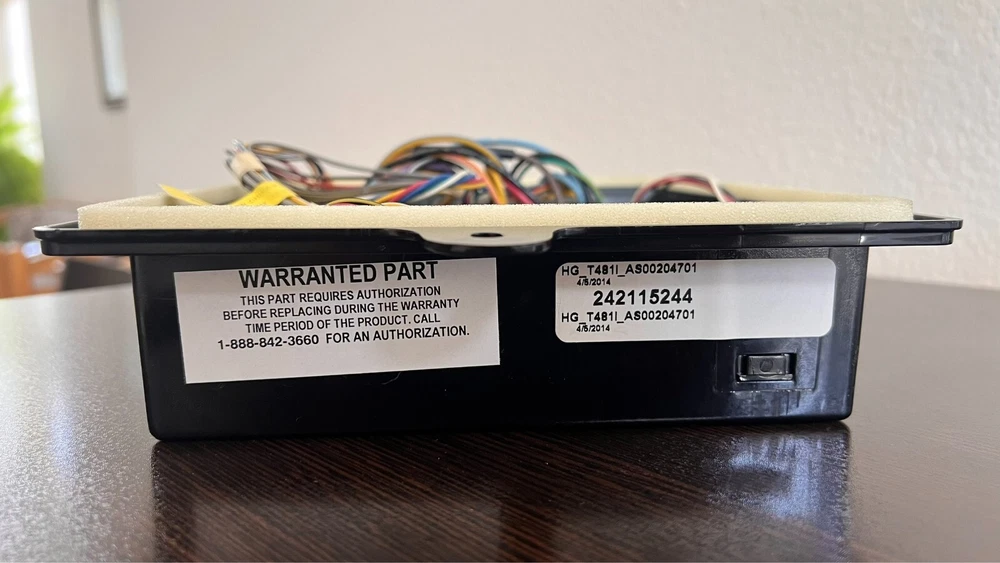 WARRANTED PART
THIS PART REQUIRES AUTHORIZATION
BEFORE REPLACING DURING THE WARRANTY
TIME PERIOD OF THE PRODUCT. CALL
1-888-842-3660 FOR AN AUTHORIZATION.
HG_T481I_AS00204701
4/5/2014
242115244
HG_T481I_AS00204701
4/5/2014